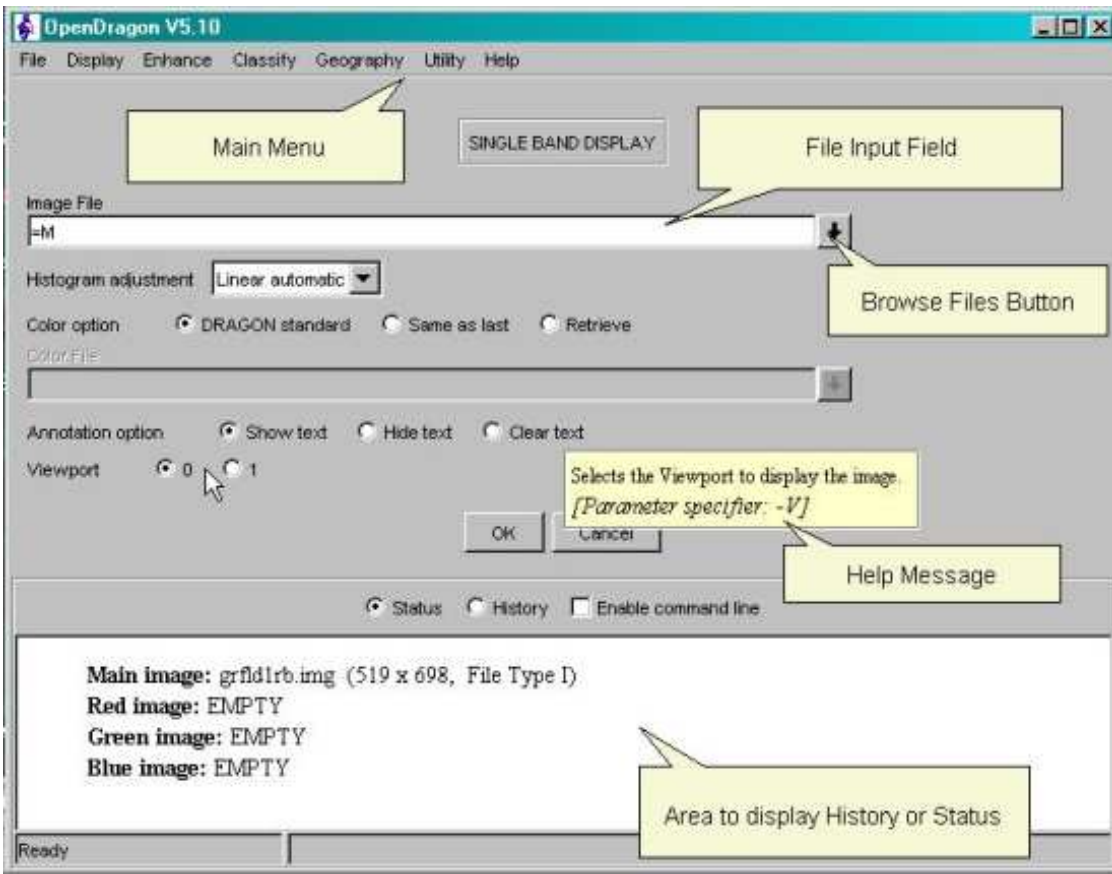 OpenDragon V5.10
File Display Enhance Classify Geography Utility Help
Main Menu
SINGLE BAND DISPLAY
File Input Field
Image File
=M
Browse Files Button
Histogram adjustment Linear automatic
Color option DRAGON standard Same as last Retrieve
Color File
Annotation option Show text Hide text Clear text
Viewport 0 1
Selects the Viewport to display the image.
[Parameter specifier: -V]
OK Cancel
Help Message
Status History Enable command line
Main image: grfld1rb.img (519 x 698, File Type I)
Red image: EMPTY
Green image: EMPTY
Blue image: EMPTY
Area to display History or Status
Ready